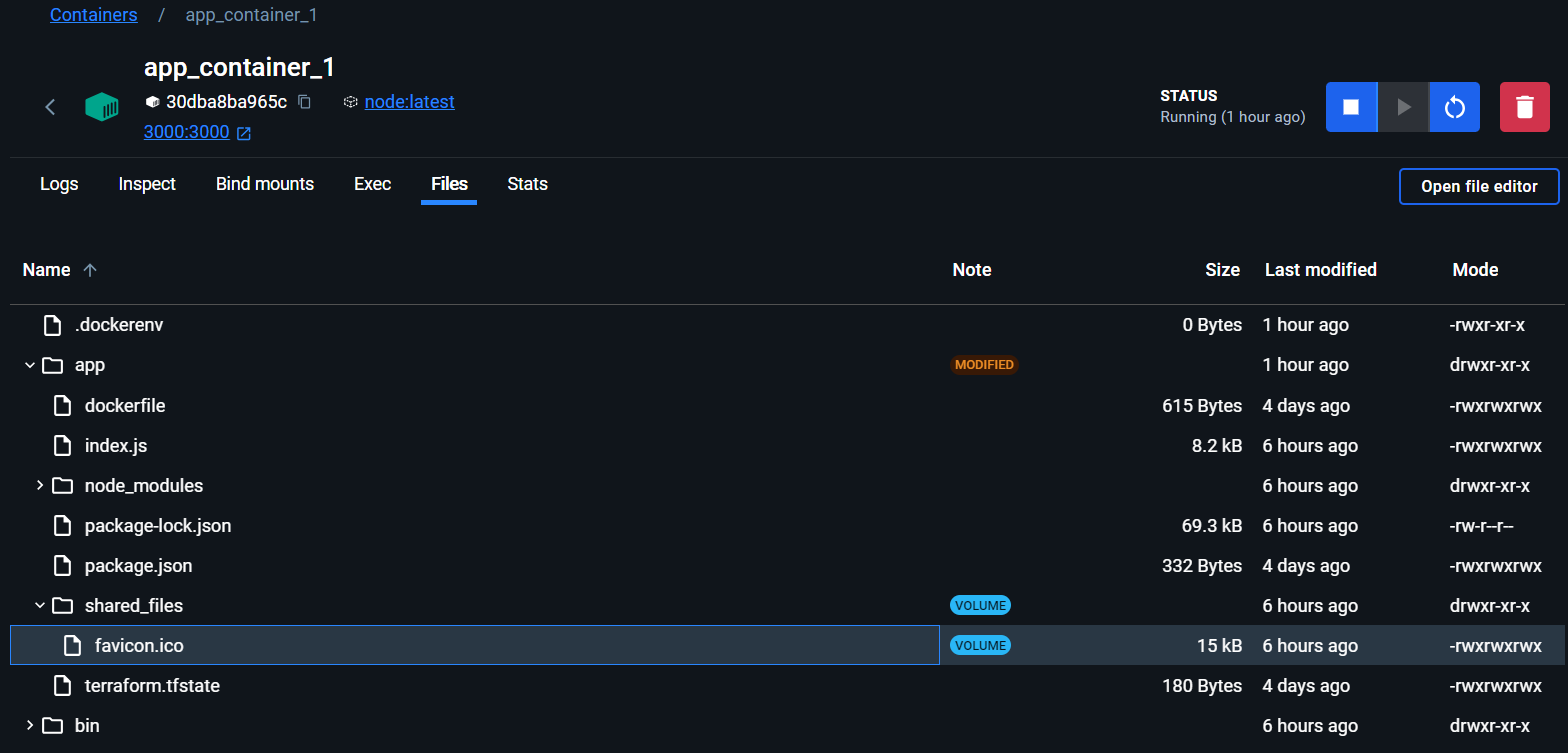 Containers / app_container_1
app_container_1
30dba8ba965c node:latest
3000:3000
STATUS
Running (1 hour ago)
Logs Inspect Bind mounts Exec Files Stats Open file editor
Name Note Size Last modified Mode
.dockerenv 0 Bytes 1 hour ago -rwxr-xr-x
app MODIFIED 1 hour ago drwxr-xr-x
dockerfile 615 Bytes 4 days ago -rwxrwxrwx
index.js 8.2 kB 6 hours ago -rwxrwxrwx
node_modules 6 hours ago drwxr-xr-x
package-lock.json 69.3 kB 6 hours ago -rw-r--r--
package.json 332 Bytes 4 days ago -rwxrwxrwx
shared_files VOLUME 6 hours ago drwxr-xr-x
favicon.ico VOLUME 15 kB 6 hours ago -rwxrwxrwx
terraform.tfstate 180 Bytes 4 days ago -rwxrwxrwx
bin 6 hours ago drwxr-xr-x